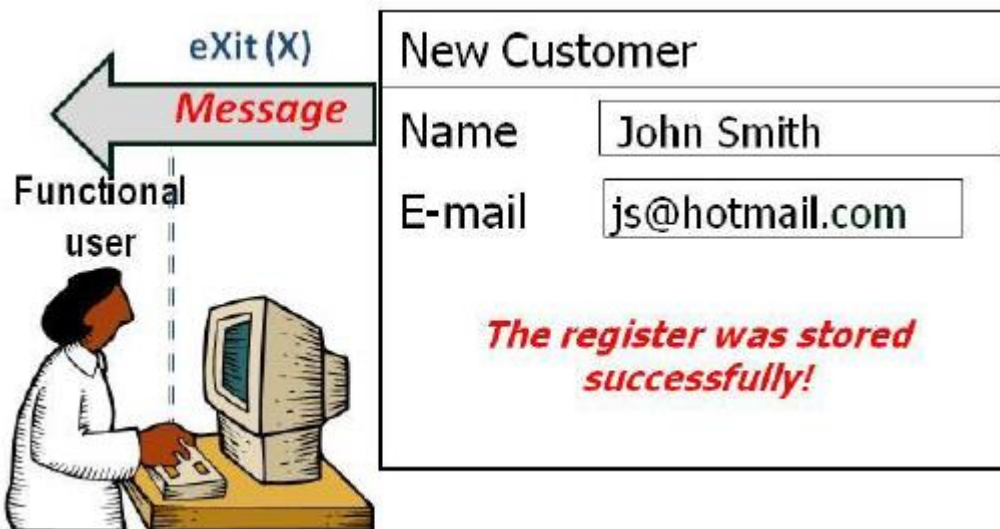 eXit (X)
Message
Functional
user
New Customer
Name
John Smith
E-mail
js@hotmail.com
The register was stored
successfully!